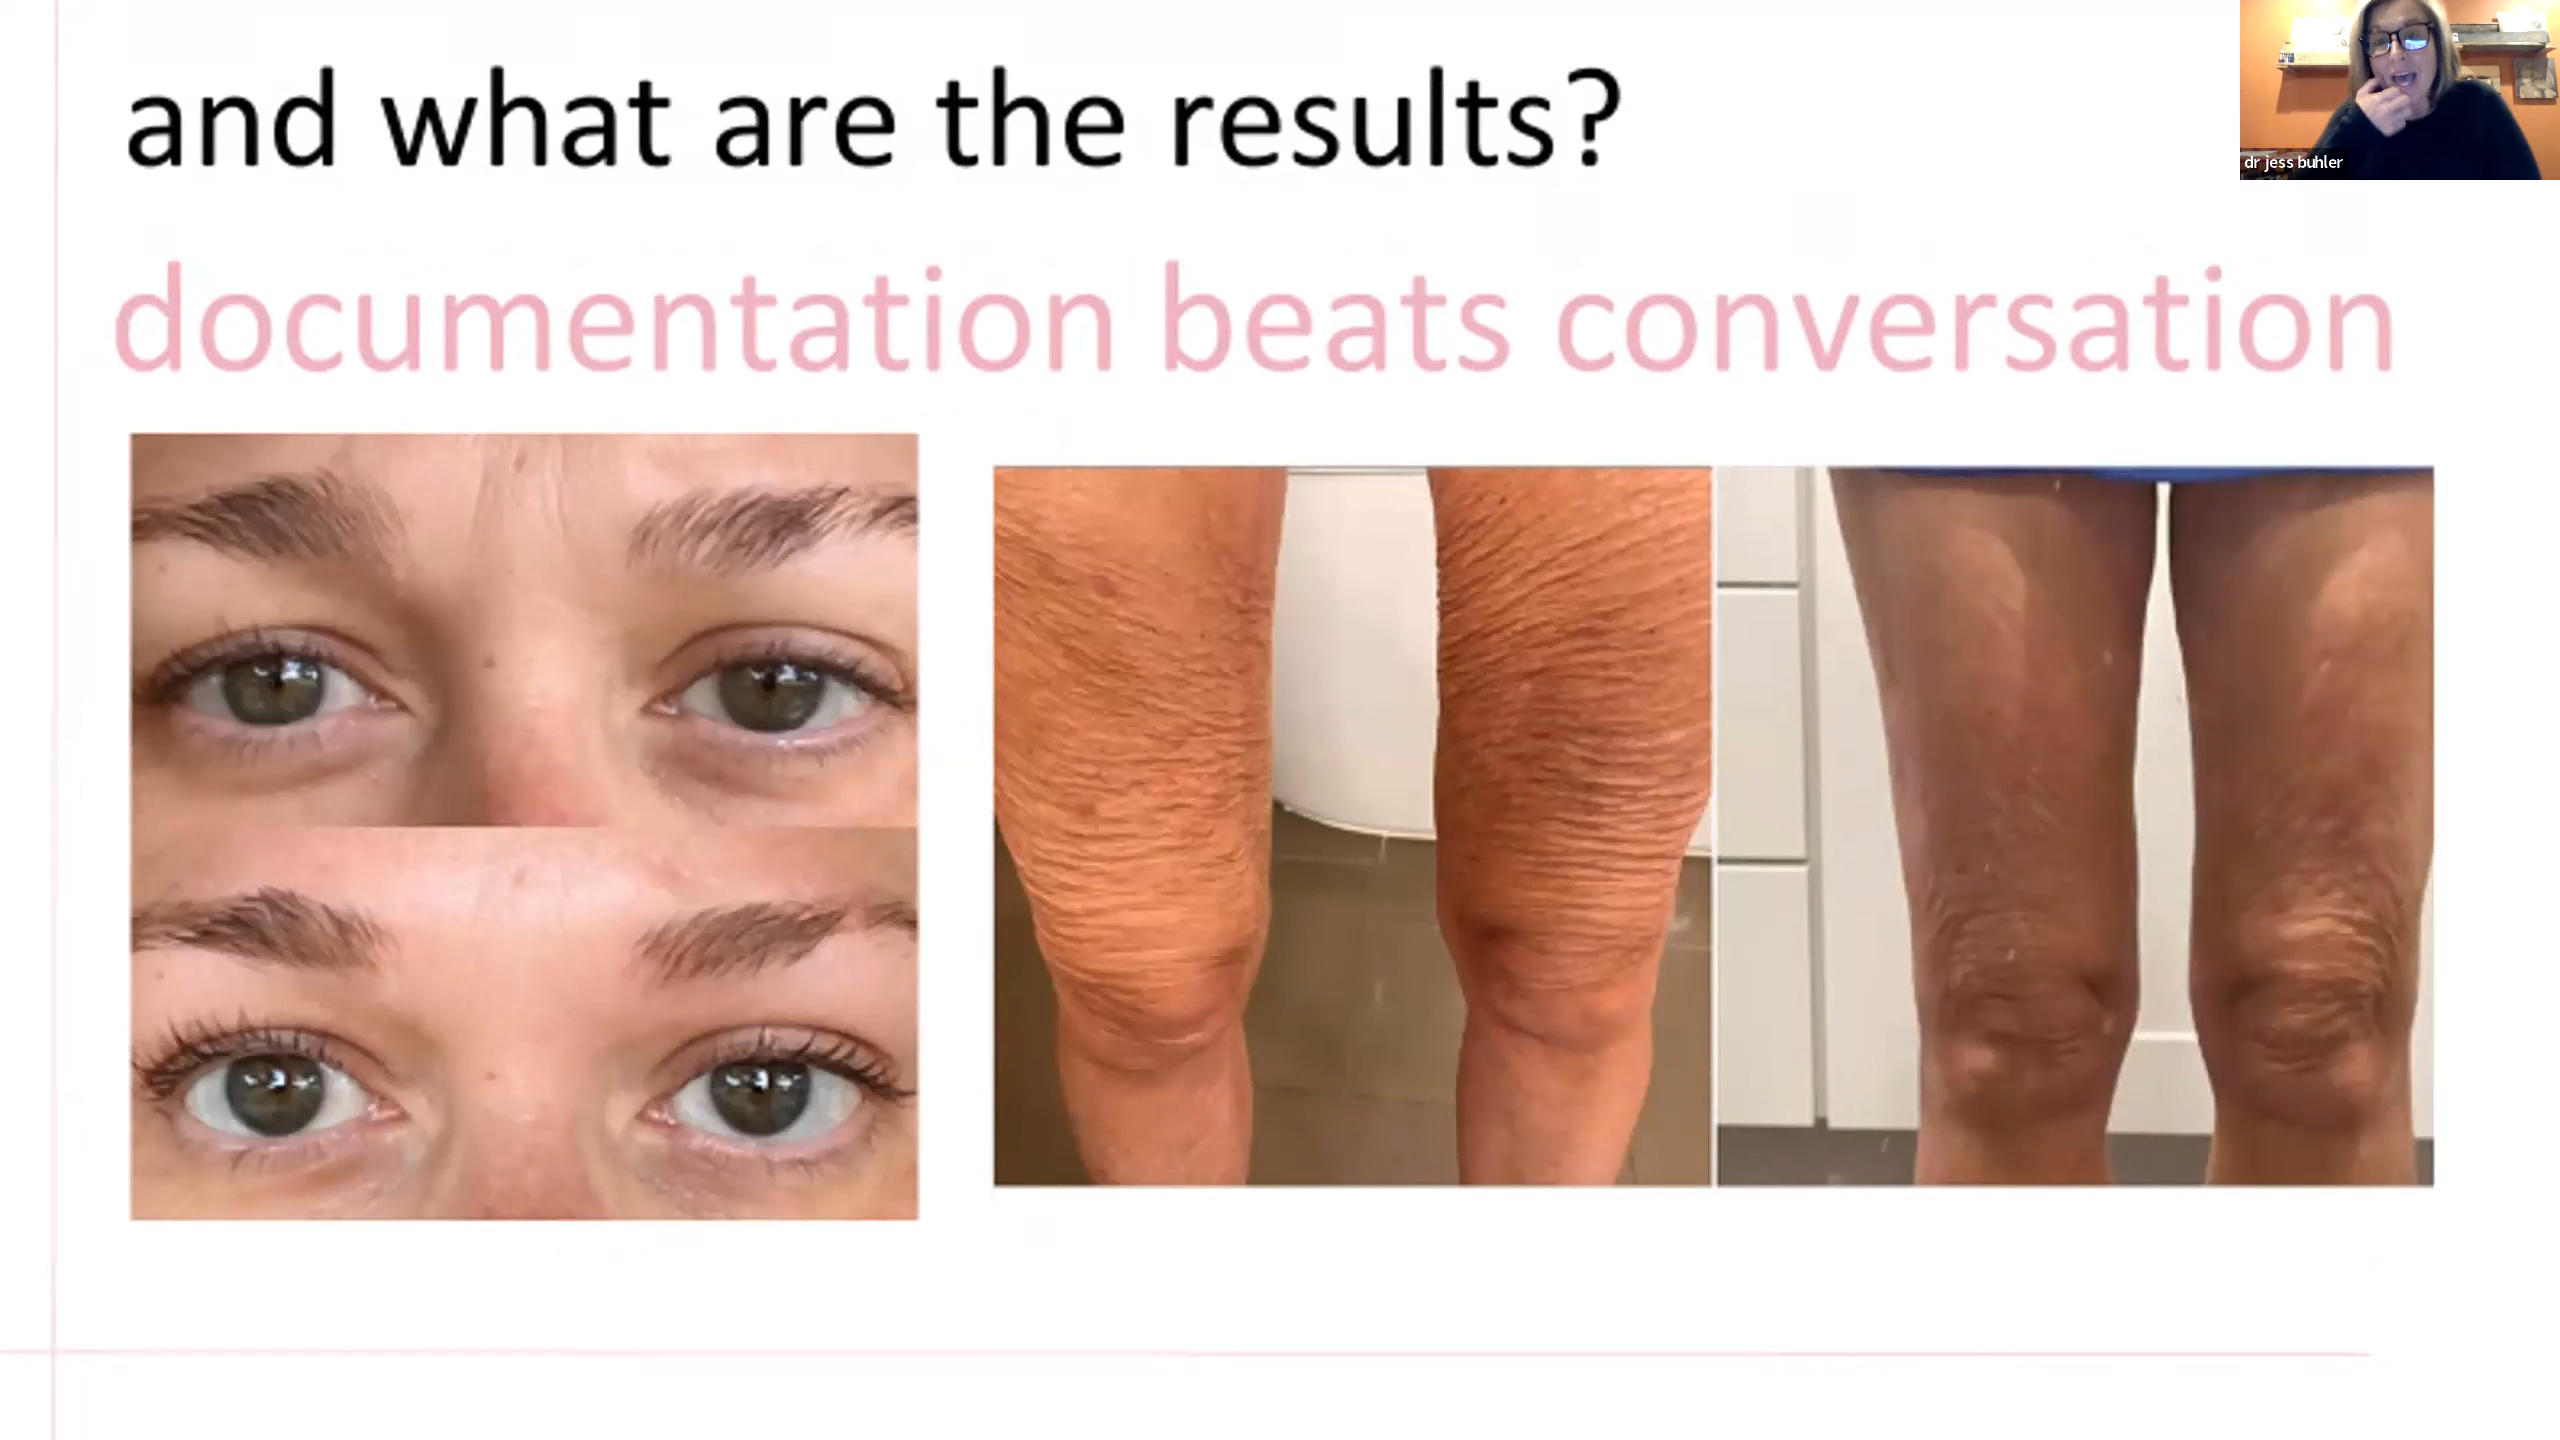 and what are the results?
documentation beats conversation
dr jess buhler